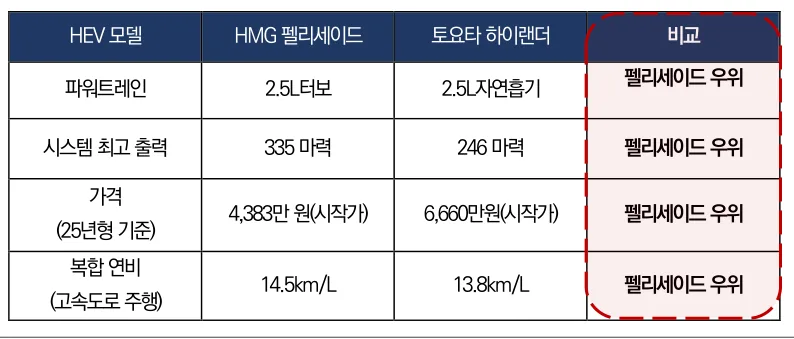 HEV 모델 HMG 펠리세이드 토요타 하이랜더 비교
파워트레인 2.5L터보 2.5L자연흡기 펠리세이드 우위
시스템 최고 출력 335 마력 246 마력 펠리세이드 우위
가격
(25년형 기준) 4,383만 원(시작가) 6,660만원(시작가) 펠리세이드 우위
복합 연비
(고속도로 주행) 14.5km/L 13.8km/L 펠리세이드 우위